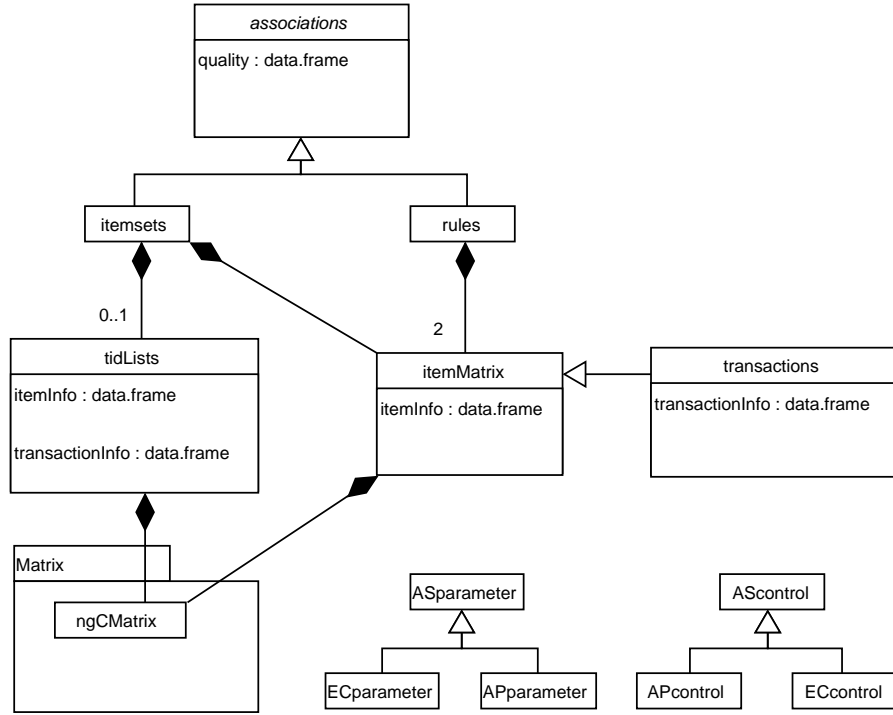 associations
quality : data.frame
itemsets
rules
0..1
2
tidLists
itemInfo : data.frame
transactionInfo : data.frame
itemMatrix
itemInfo : data.frame
transactions
transactionInfo : data.frame
Matrix
ngCMatrix
ASparameter
ECparameter
APparameter
AScontrol
APcontrol
ECcontrol